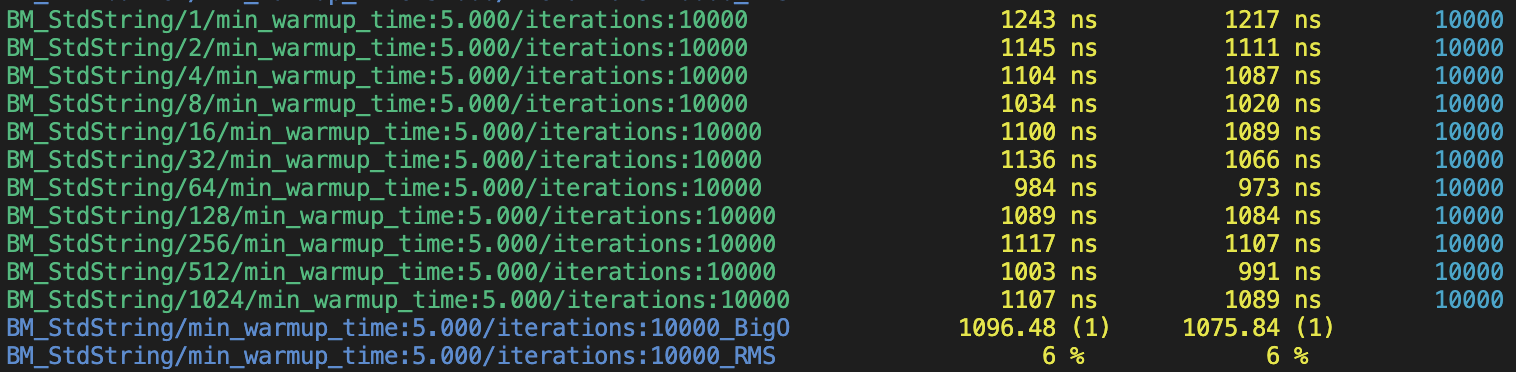 BM_StdString/1/min_warmup_time:5.000/iterations:10000 1243 ns 1217 ns 10000
BM_StdString/2/min_warmup_time:5.000/iterations:10000 1145 ns 1111 ns 10000
BM_StdString/4/min_warmup_time:5.000/iterations:10000 1104 ns 1087 ns 10000
BM_StdString/8/min_warmup_time:5.000/iterations:10000 1034 ns 1020 ns 10000
BM_StdString/16/min_warmup_time:5.000/iterations:10000 1100 ns 1089 ns 10000
BM_StdString/32/min_warmup_time:5.000/iterations:10000 1136 ns 1066 ns 10000
BM_StdString/64/min_warmup_time:5.000/iterations:10000 984 ns 973 ns 10000
BM_StdString/128/min_warmup_time:5.000/iterations:10000 1089 ns 1084 ns 10000
BM_StdString/256/min_warmup_time:5.000/iterations:10000 1117 ns 1107 ns 10000
BM_StdString/512/min_warmup_time:5.000/iterations:10000 1003 ns 991 ns 10000
BM_StdString/1024/min_warmup_time:5.000/iterations:10000 1107 ns 1089 ns 10000
BM_StdString/min_warmup_time:5.000/iterations:10000_BigO 1096.48 (1) 1075.84 (1)
BM_StdString/min_warmup_time:5.000/iterations:10000_RMS 6 % 6 %